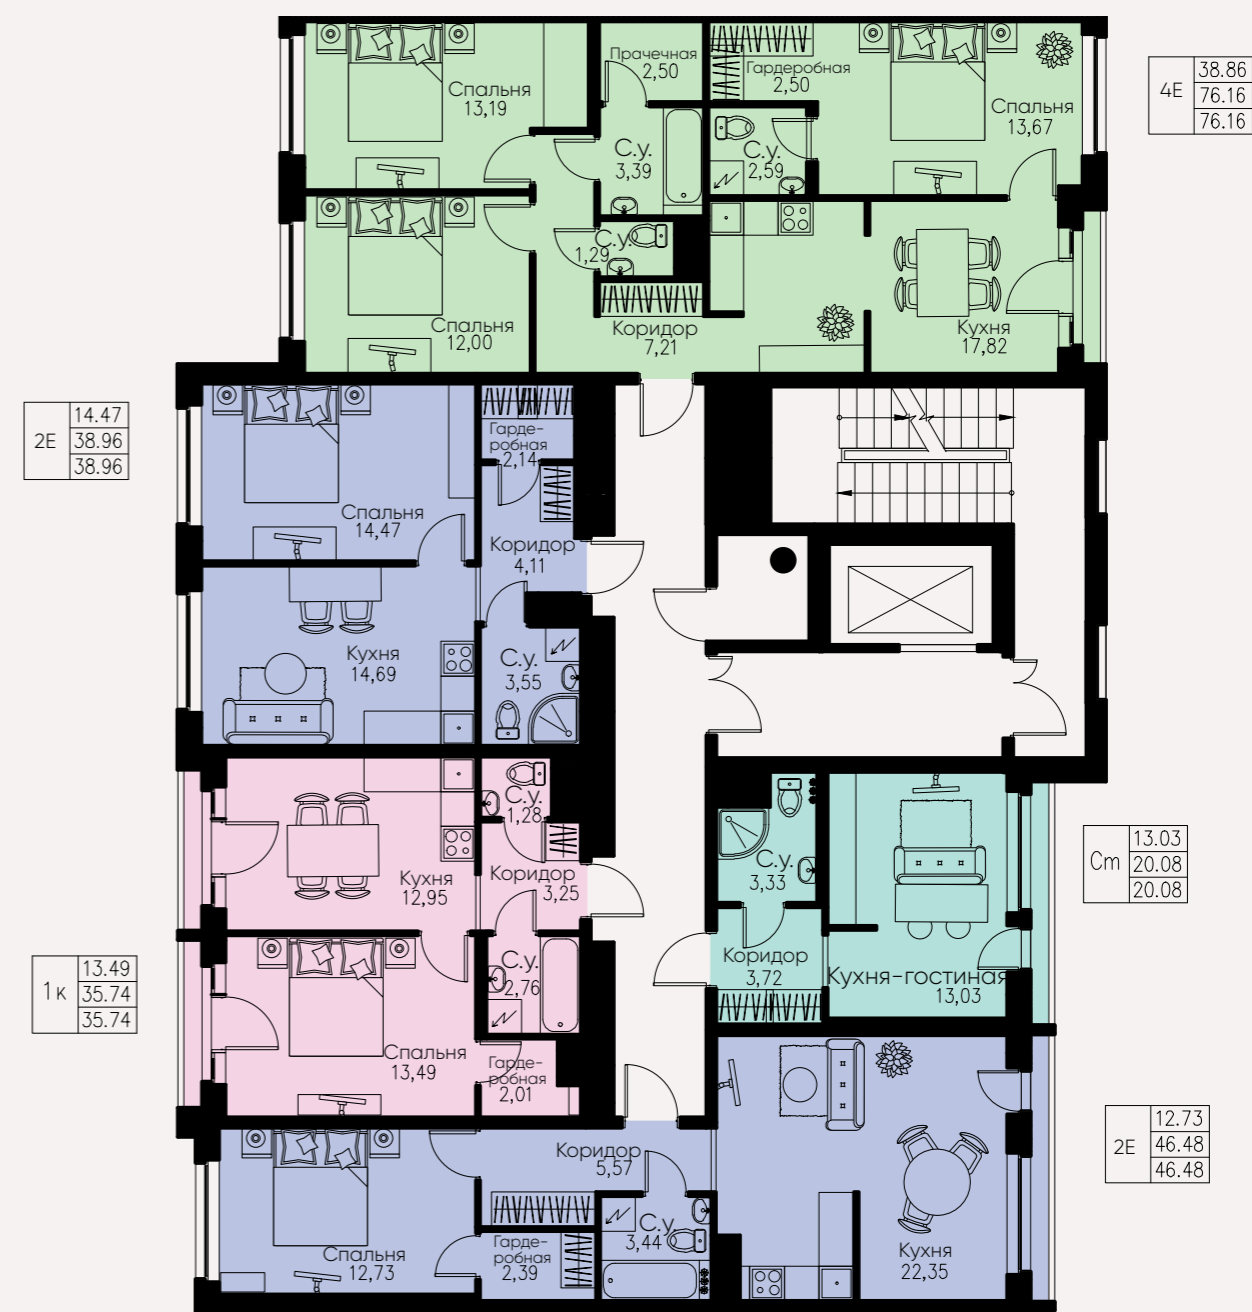 Спальня
13,19
Прачечная
2,50
Гардеробная
2,50
Спальня
13,67
С.у.
3,39
С.у.
2,59
С.у.
1,29
Спальня
12,00
Коридор
7,21
Кухня
17,82
4Е
38.86
76.16
76.16
2Е
14.47
38.96
38.96
Гарде-
робная
2,14
Спальня
14,47
Коридор
4,11
Кухня
14,69
С.у.
3,55
С.у.
1,28
Кухня
12,95
Коридор
3,25
С.у.
2,76
Спальня
13,49
Гарде-
робная
2,01
1к
13.49
35.74
35.74
С.у.
3,33
Коридор
3,72
Кухня-гостиная
13,03
Ст
13.03
20.08
20.08
Коридор
5,57
С.у.
3,44
Спальня
12,73
Гарде-
робная
2,39
Кухня
22,35
2Е
12.73
46.48
46.48